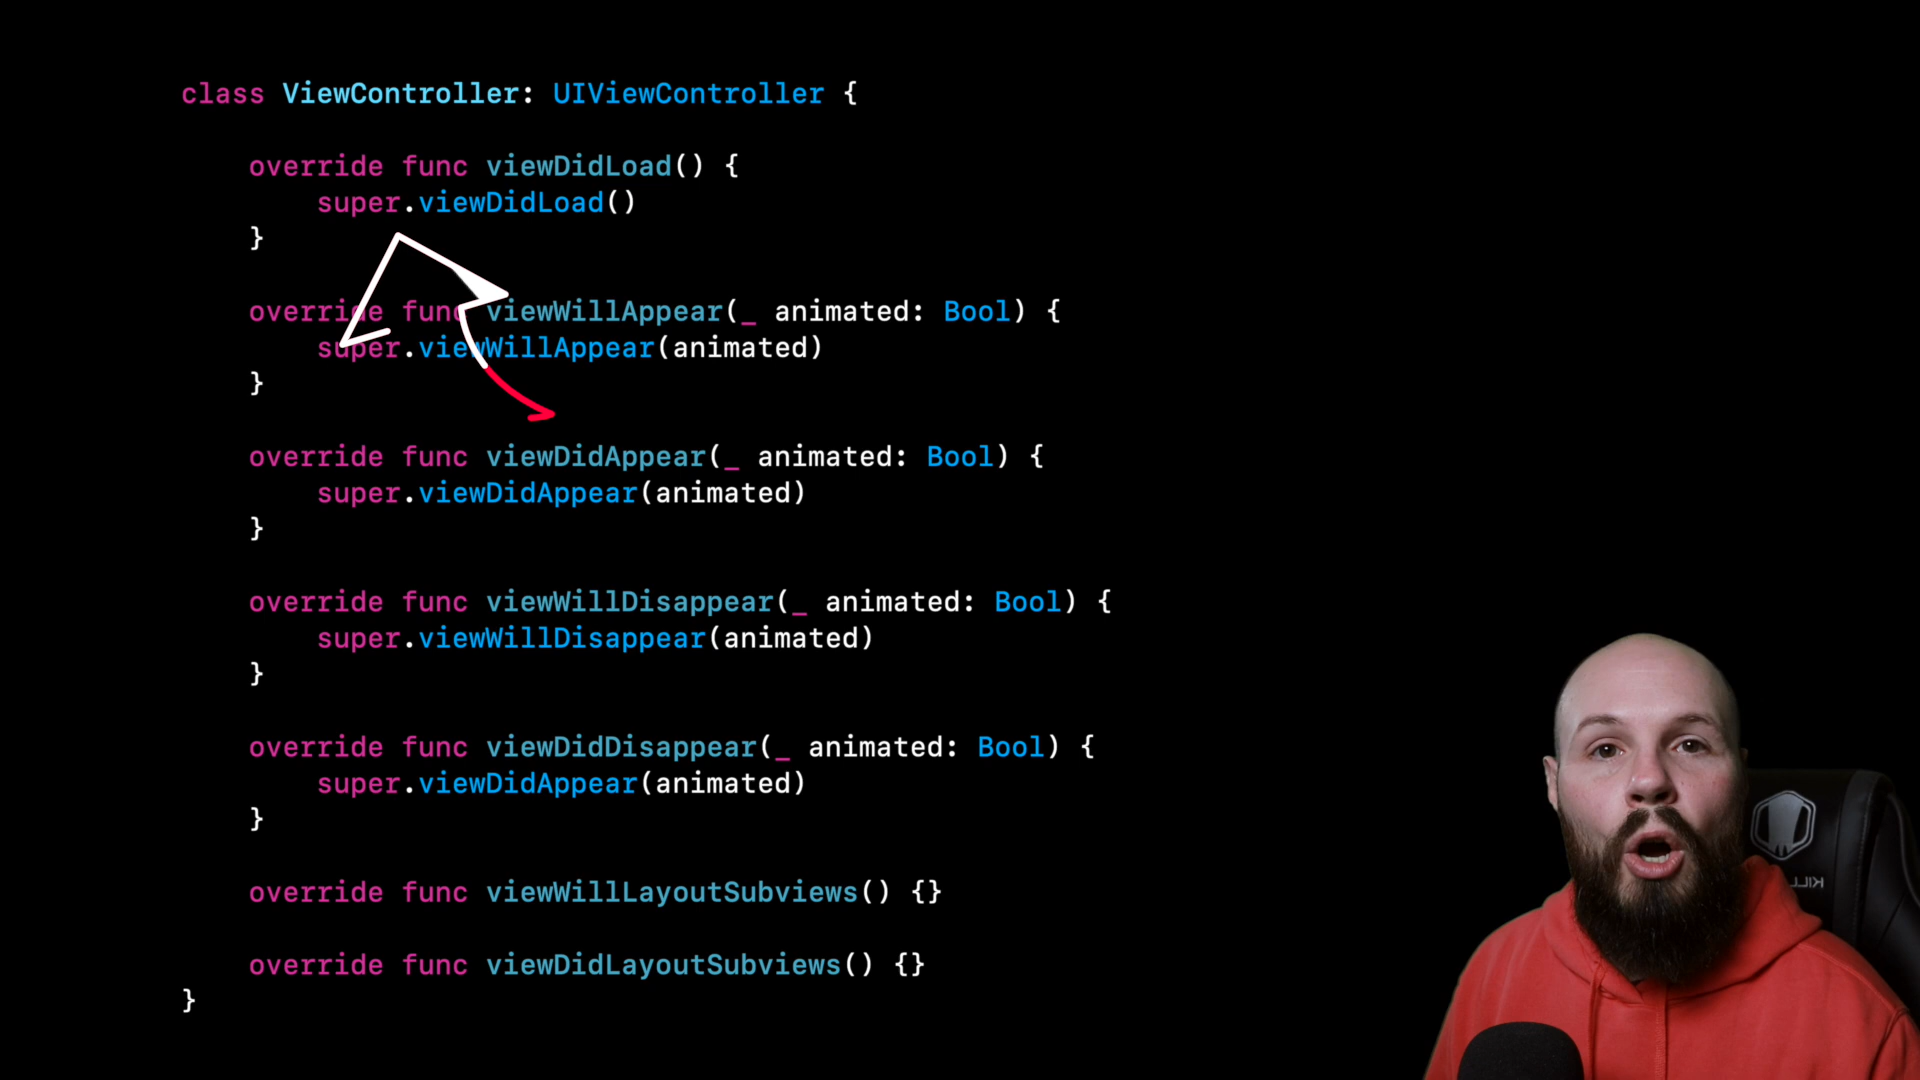 class ViewController: UIViewController {
override func viewDidLoad() {
super.viewDidLoad()
}
override func viewWillAppear(_ animated: Bool) {
super.viewWillAppear(animated)
}
override func viewDidAppear(_ animated: Bool) {
super.viewDidAppear(animated)
}
override func viewWillDisappear(_ animated: Bool) {
super.viewWillDisappear(animated)
}
override func viewDidDisappear(_ animated: Bool) {
super.viewDidAppear(animated)
}
override func viewWillLayoutSubviews() {}
override func viewDidLayoutSubviews() {}
}